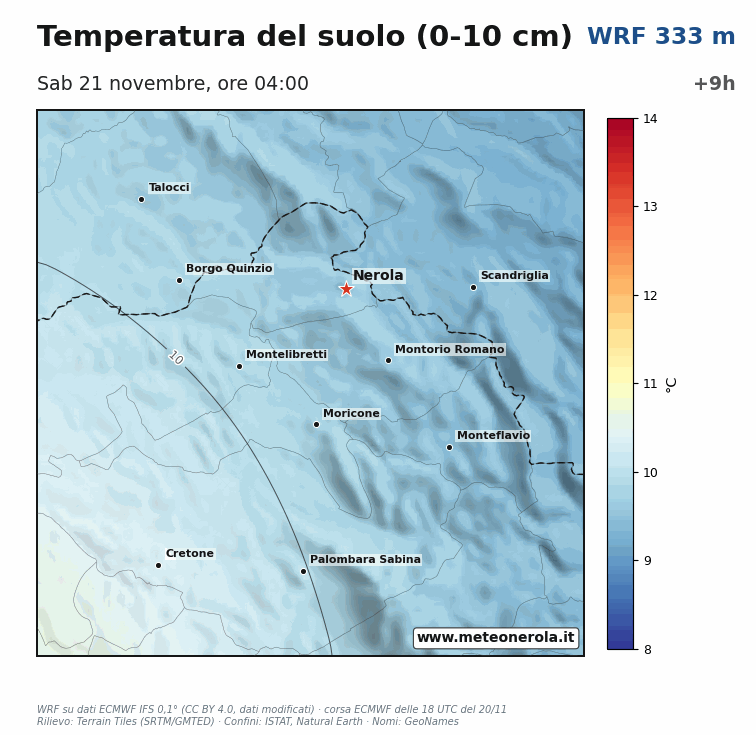 Temperatura del suolo (0-10 cm) WRF 333 m
Sab 21 novembre, ore 04:00 +9h
14
Talocci
13
Borgo Quinzio
Nerola
Scandriglia
12
10
Montelibretti
Montorio Romano
11
°C
Moricone
Monteflavio
10
Cretone
Palombara Sabina
9
www.meteonerola.it
8
WRF su dati ECMWF IFS 0,1° (CC BY 4.0, dati modificati) · corsa ECMWF delle 18 UTC del 20/11
Rilievo: Terrain Tiles (SRTM/GMTED) · Confini: ISTAT, Natural Earth · Nomi: GeoNames